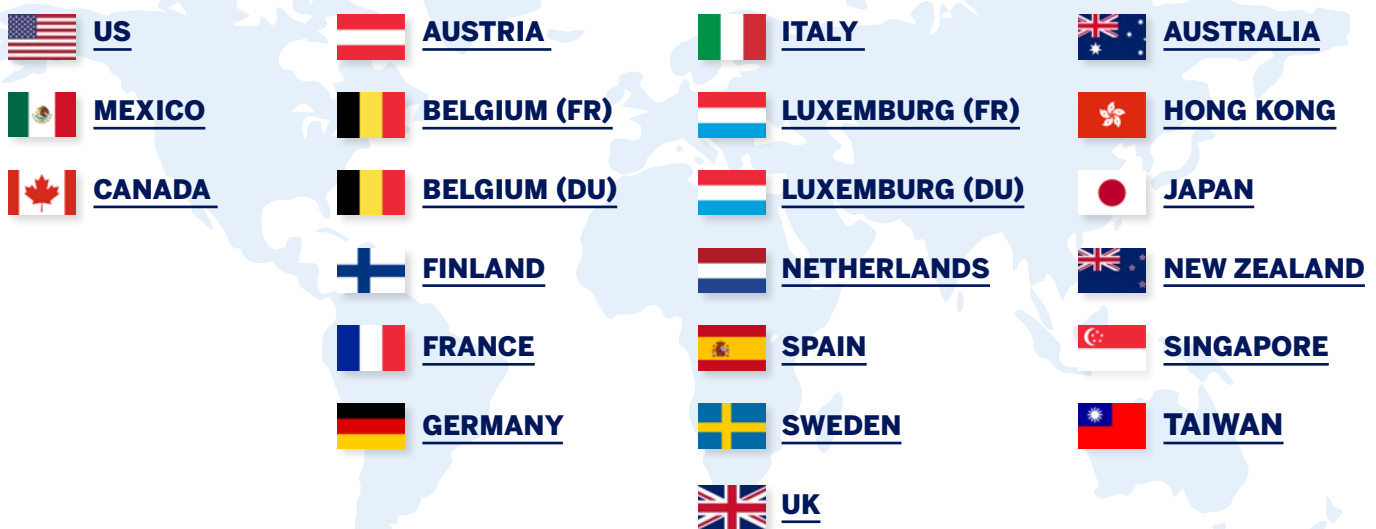 US
MEXICO
CANADA
AUSTRIA
BELGIUM (FR)
BELGIUM (DU)
FINLAND
FRANCE
GERMANY
ITALY
LUXEMBURG (FR)
LUXEMBURG (DU)
NETHERLANDS
SPAIN
SWEDEN
UK
AUSTRALIA
HONG KONG
JAPAN
NEW ZEALAND
SINGAPORE
TAIWAN